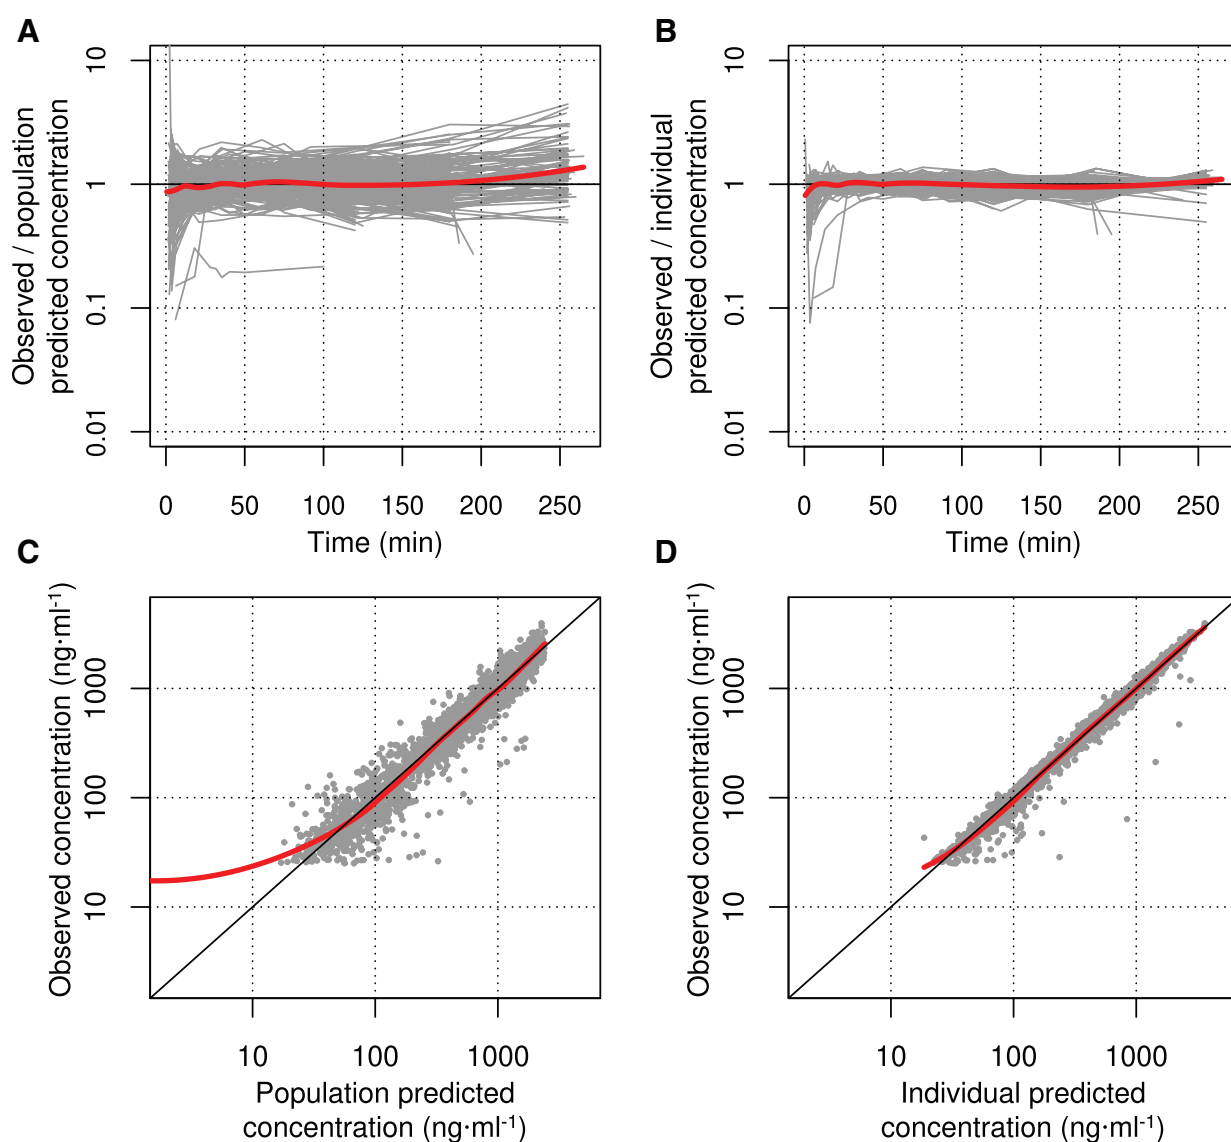 A
Observed / population
predicted concentration
10
1
0.1
0.01
0 50 100 150 200 250
Time (min)
B
Observed / individual
predicted concentration
10
1
0.1
0.01
0 50 100 150 200 250
Time (min)
C
Observed concentration (ng·ml⁻¹)
1000
100
10
10 100 1000
Population predicted
concentration (ng·ml⁻¹)
D
Observed concentration (ng·ml⁻¹)
1000
100
10
10 100 1000
Individual predicted
concentration (ng·ml⁻¹)